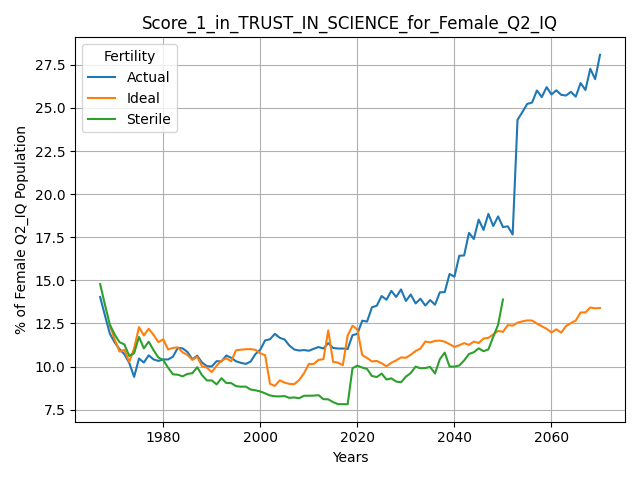 Score_1_in_TRUST_IN_SCIENCE_for_Female_Q2_IQ
Fertility
Actual
Ideal
Sterile
% of Female Q2_IQ Population
27.5
25.0
22.5
20.0
17.5
15.0
12.5
10.0
7.5
1980
2000
2020
2040
2060
Years